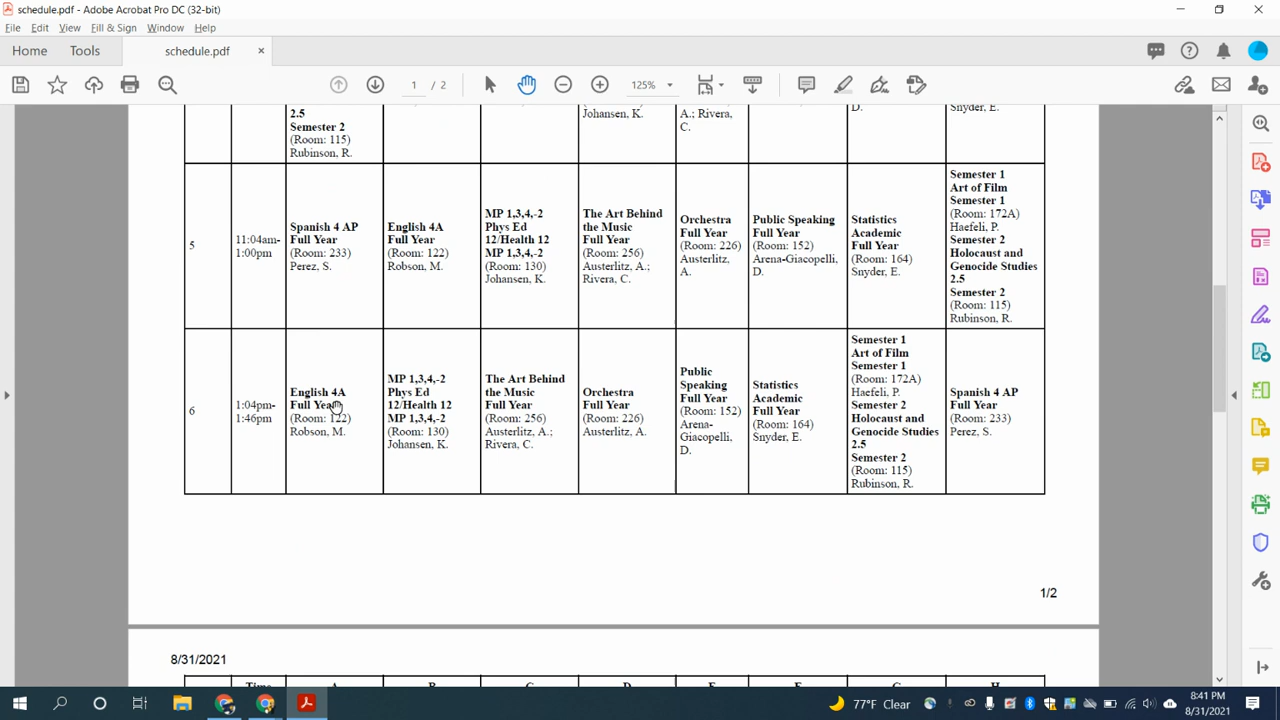 schedule.pdf - Adobe Acrobat Pro DC (32-bit)
File Edit View Fill & Sign Window Help
Home Tools schedule.pdf ×
1 / 2 125%
2.5
Semester 2
(Room: 115)
Rubinson, R.
Johansen, K.
A.; Rivera,
C.
D.
Snyder, E.
5
11:04am-
1:00pm
Spanish 4 AP
Full Year
(Room: 233)
Perez, S.
English 4A
Full Year
(Room: 122)
Robson, M.
MP 1,3,4,-2
Phys Ed
12/Health 12
MP 1,3,4,-2
(Room: 130)
Johansen, K.
The Art Behind
the Music
Full Year
(Room: 256)
Austerlitz, A.;
Rivera, C.
Orchestra
Full Year
(Room: 226)
Austerlitz,
A.
Public Speaking
Full Year
(Room: 152)
Arena-Giacopelli,
D.
Statistics
Academic
Full Year
(Room: 164)
Snyder, E.
Semester 1
Art of Film
Semester 1
(Room: 172A)
Haefeli, P.
Semester 2
Holocaust and
Genocide Studies
2.5
Semester 2
(Room: 115)
Rubinson, R.
6
1:04pm-
1:46pm
English 4A
Full Year
(Room: 122)
Robson, M.
MP 1,3,4,-2
Phys Ed
12/Health 12
MP 1,3,4,-2
(Room: 130)
Johansen, K.
The Art Behind
the Music
Full Year
(Room: 256)
Austerlitz, A.;
Rivera, C.
Orchestra
Full Year
(Room: 226)
Austerlitz, A.
Public
Speaking
Full Year
(Room: 152)
Arena-
Giacopelli,
D.
Statistics
Academic
Full Year
(Room: 164)
Snyder, E.
Semester 1
Art of Film
Semester 1
(Room: 172A)
Haefeli, P.
Semester 2
Holocaust and
Genocide Studies
2.5
Semester 2
(Room: 115)
Rubinson, R.
Spanish 4 AP
Full Year
(Room: 233)
Perez, S.
1/2
8/31/2021
Time A B C D E F G H
77°F Clear
8:41 PM
8/31/2021